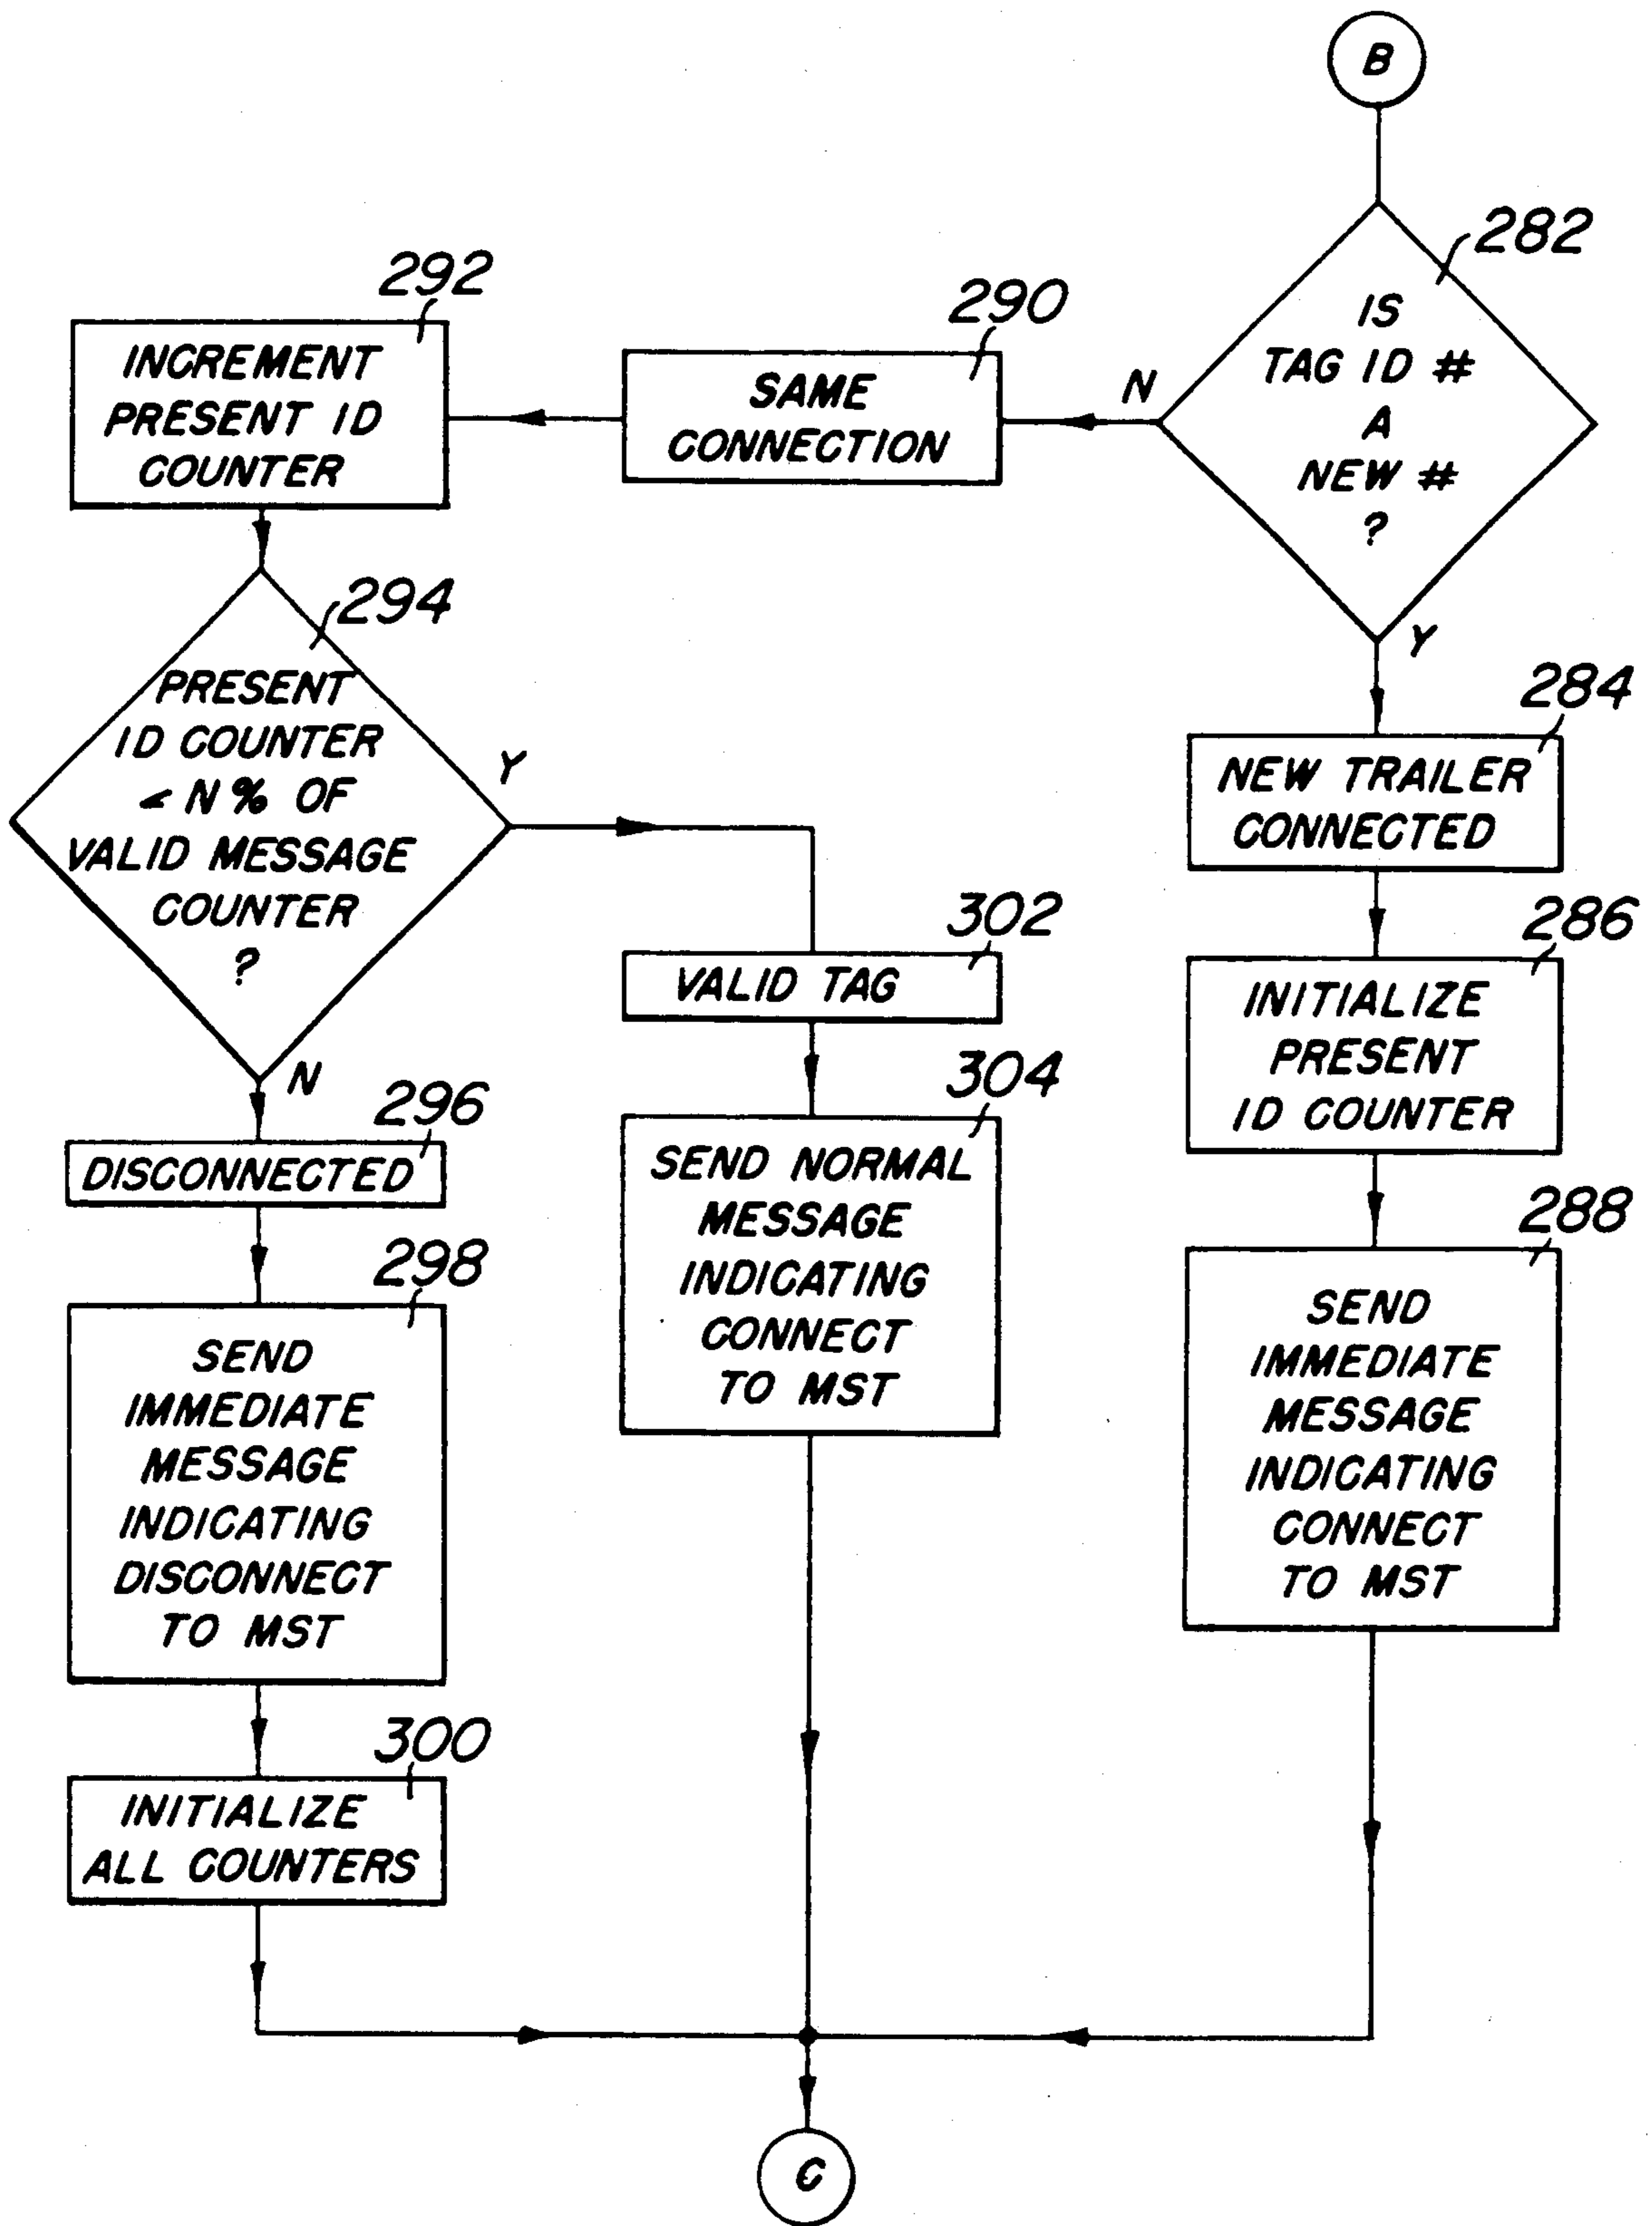 B
282
IS
TAG ID #
A
NEW #
?
N
Y
290
SAME
CONNECTION
292
INCREMENT
PRESENT ID
COUNTER
294
PRESENT
ID COUNTER
< N% OF
VALID MESSAGE
COUNTER
?
Y
N
296
DISCONNECTED
298
SEND
IMMEDIATE
MESSAGE
INDICATING
DISCONNECT
TO MST
300
INITIALIZE
ALL COUNTERS
302
VALID TAG
304
SEND NORMAL
MESSAGE
INDICATING
CONNECT
TO MST
284
NEW TRAILER
CONNECTED
286
INITIALIZE
PRESENT
ID COUNTER
288
SEND
IMMEDIATE
MESSAGE
INDICATING
CONNECT
TO MST
C